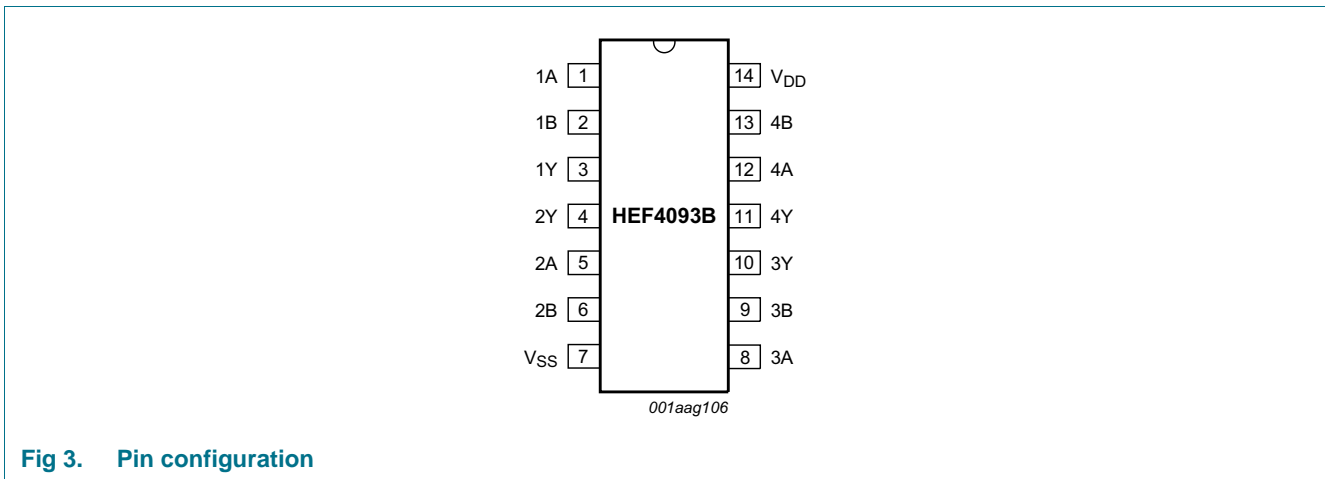 1A 1 14 VDD
1B 2 13 4B
1Y 3 12 4A
2Y 4 HEF4093B 11 4Y
2A 5 10 3Y
2B 6 9 3B
VSS 7 8 3A
001aag106
Fig 3. Pin configuration